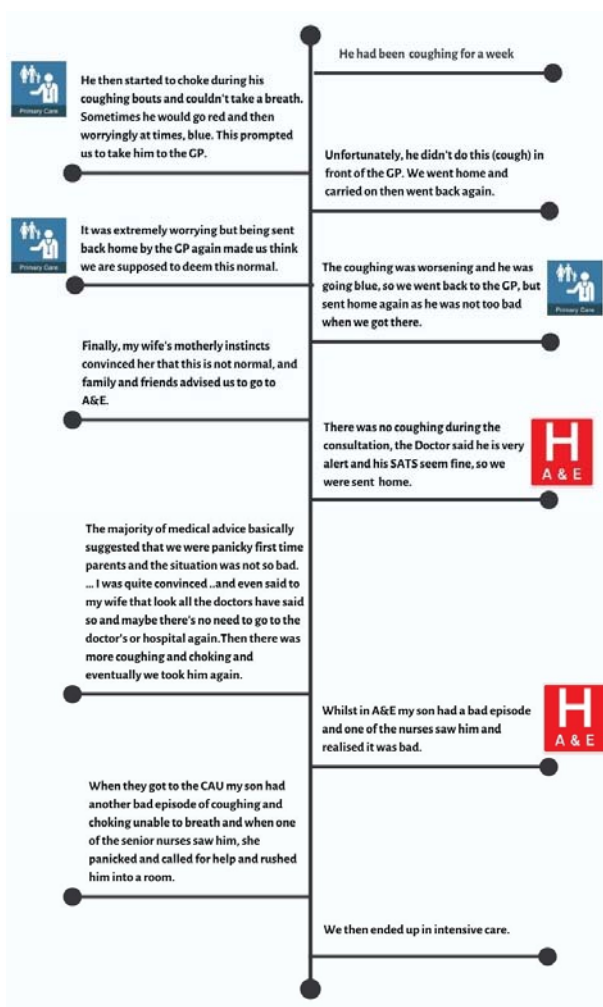 He had been coughing for a week
Primary Care
He then started to choke during his
coughing bouts and couldn't take a breath.
Sometimes he would go red and then
worryingly at times, blue. This prompted
us to take him to the GP.
Unfortunately, he didn't do this (cough) in
front of the GP. We went home and
carried on then went back again.
Primary Care
It was extremely worrying but being sent
back home by the GP again made us think
we are supposed to deem this normal.
The coughing was worsening and he was
going blue, so we went back to the GP, but
sent home again as he was not too bad
when we got there.
Primary Care
Finally, my wife's motherly instincts
convinced her that this is not normal, and
family and friends advised us to go to
A&E.
There was no coughing during the
consultation, the Doctor said he is very
alert and his SATS seem fine, so we
were sent home.
H
A & E
The majority of medical advice basically
suggested that we were panicky first time
parents and the situation was not so bad.
... I was quite convinced ..and even said to
my wife that look all the doctors have said
so and maybe there's no need to go to the
doctor's or hospital again.Then there was
more coughing and choking and
eventually we took him again.
Whilst in A&E my son had a bad episode
and one of the nurses saw him and
realised it was bad.
H
A & E
When they got to the CAU my son had
another bad episode of coughing and
choking unable to breath and when one
of the senior nurses saw him, she
panicked and called for help and rushed
him into a room.
We then ended up in intensive care.